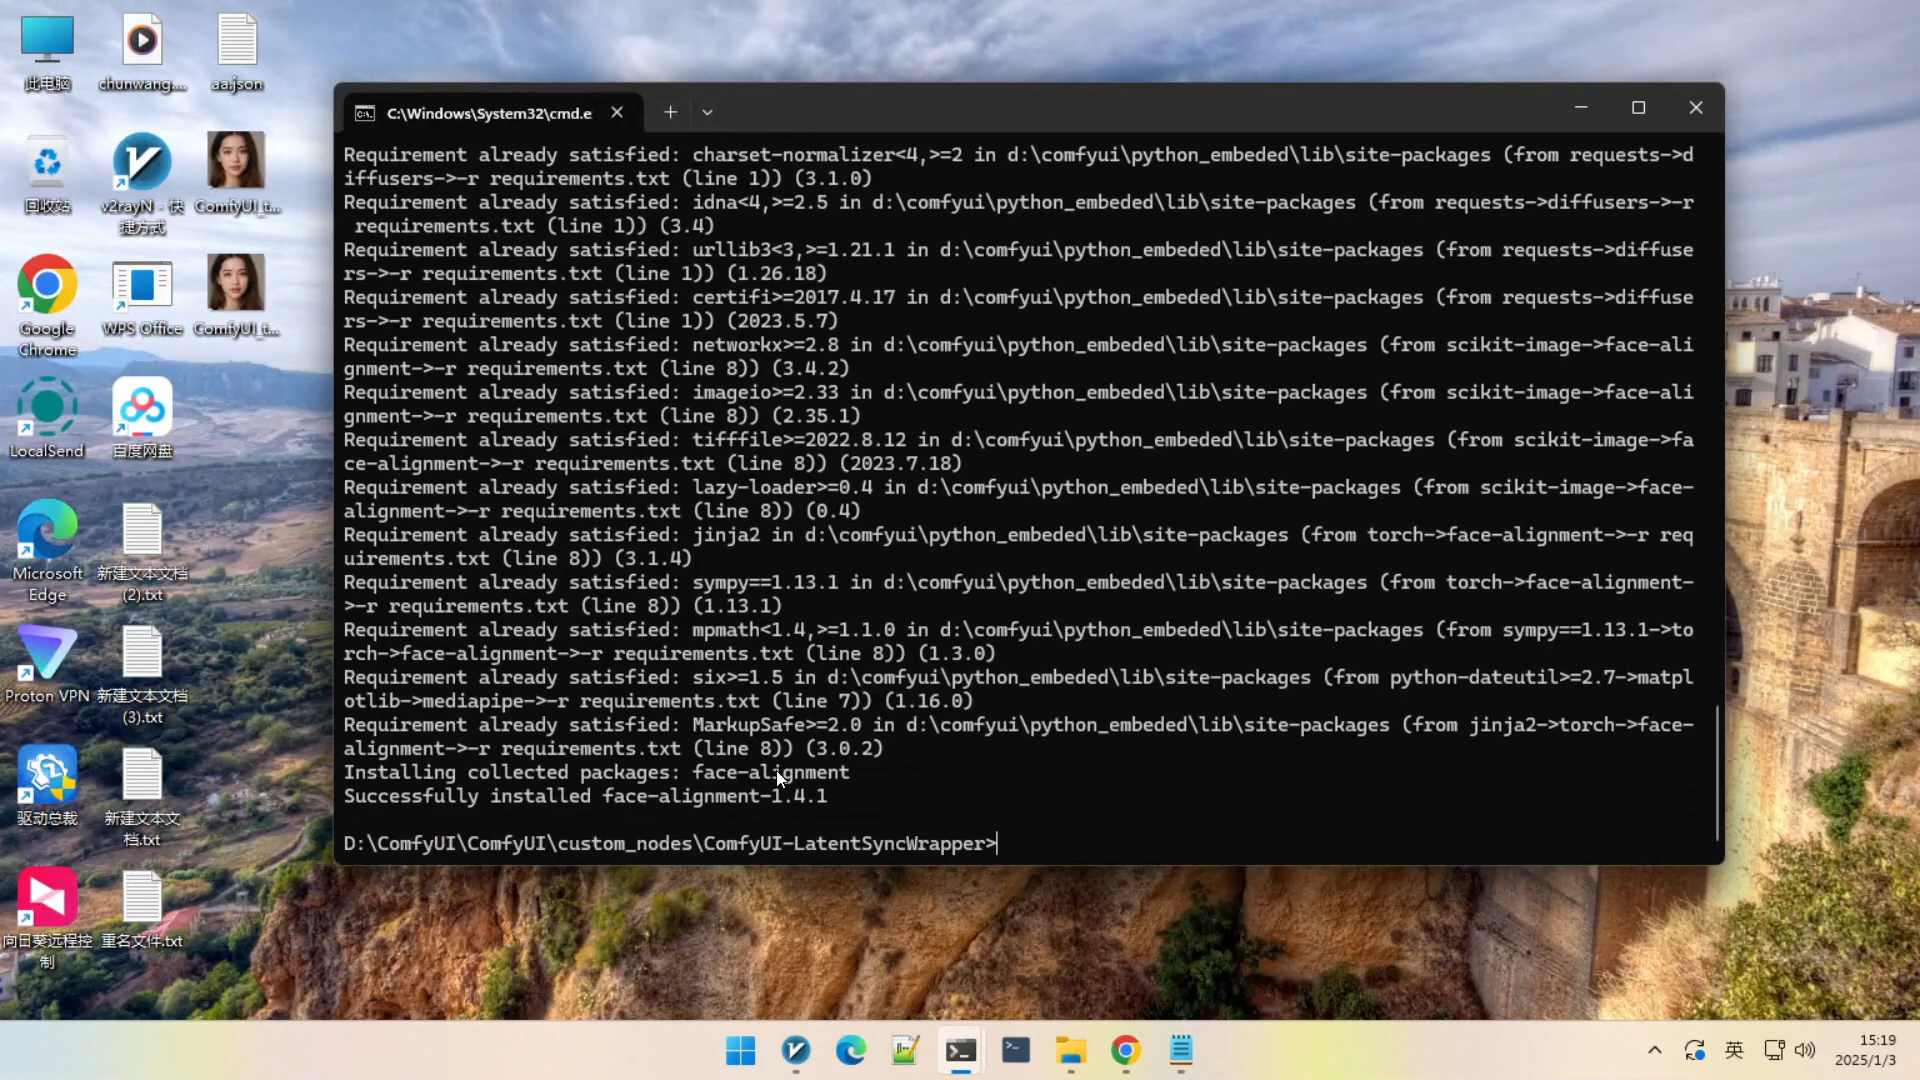 此电脑
chunwang....
aa.json
回收站
v2rayN - 快
捷方式
ComfyUI_t...
Google
Chrome
WPS Office
ComfyUI_t...
LocalSend
百度网盘
Microsoft
Edge
新建文本文档
(2).txt
Proton VPN
新建文本文档
(3).txt
驱动总裁
新建文本文
档.txt
向日葵远程控
制
重名文件.txt
C:\Windows\System32\cmd.e
Requirement already satisfied: charset-normalizer<4,>=2 in d:\comfyui\python_embeded\lib\site-packages (from requests->d
iffusers->-r requirements.txt (line 1)) (3.1.0)
Requirement already satisfied: idna<4,>=2.5 in d:\comfyui\python_embeded\lib\site-packages (from requests->diffusers->-r
requirements.txt (line 1)) (3.4)
Requirement already satisfied: urllib3<3,>=1.21.1 in d:\comfyui\python_embeded\lib\site-packages (from requests->diffuse
rs->-r requirements.txt (line 1)) (1.26.18)
Requirement already satisfied: certifi>=2017.4.17 in d:\comfyui\python_embeded\lib\site-packages (from requests->diffuse
rs->-r requirements.txt (line 1)) (2023.5.7)
Requirement already satisfied: networkx>=2.8 in d:\comfyui\python_embeded\lib\site-packages (from scikit-image->face-ali
gnment->-r requirements.txt (line 8)) (3.4.2)
Requirement already satisfied: imageio>=2.33 in d:\comfyui\python_embeded\lib\site-packages (from scikit-image->face-ali
gnment->-r requirements.txt (line 8)) (2.35.1)
Requirement already satisfied: tifffile>=2022.8.12 in d:\comfyui\python_embeded\lib\site-packages (from scikit-image->fa
ce-alignment->-r requirements.txt (line 8)) (2023.7.18)
Requirement already satisfied: lazy-loader>=0.4 in d:\comfyui\python_embeded\lib\site-packages (from scikit-image->face-
alignment->-r requirements.txt (line 8)) (0.4)
Requirement already satisfied: jinja2 in d:\comfyui\python_embeded\lib\site-packages (from torch->face-alignment->-r req
uirements.txt (line 8)) (3.1.4)
Requirement already satisfied: sympy==1.13.1 in d:\comfyui\python_embeded\lib\site-packages (from torch->face-alignment-
>-r requirements.txt (line 8)) (1.13.1)
Requirement already satisfied: mpmath<1.4,>=1.1.0 in d:\comfyui\python_embeded\lib\site-packages (from sympy==1.13.1->to
rch->face-alignment->-r requirements.txt (line 8)) (1.3.0)
Requirement already satisfied: six>=1.5 in d:\comfyui\python_embeded\lib\site-packages (from python-dateutil>=2.7->matpl
otlib->mediapipe->-r requirements.txt (line 7)) (1.16.0)
Requirement already satisfied: MarkupSafe>=2.0 in d:\comfyui\python_embeded\lib\site-packages (from jinja2->torch->face-
alignment->-r requirements.txt (line 8)) (3.0.2)
Installing collected packages: face-alignment
Successfully installed face-alignment-1.4.1
D:\ComfyUI\ComfyUI\custom_nodes\ComfyUI-LatentSyncWrapper>
英
15:19
2025/1/3